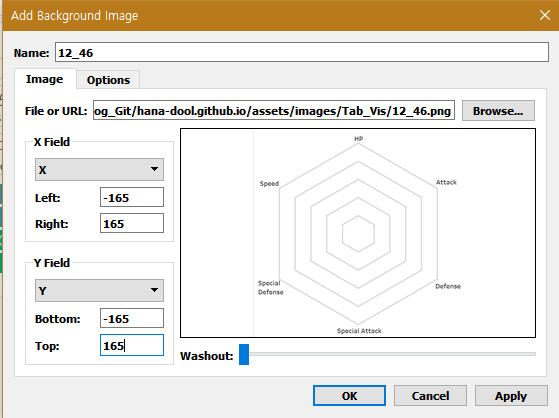 Add Background Image
Name: 12_46
Image Options
File or URL: og_Git/hana-dool.github.io/assets/images/Tab_Vis/12_46.png Browse...
X Field
X
Left: -165
Right: 165
Y Field
Y
Bottom: -165
Top: 165
HP
Speed
Attack
Special
Defense
Defense
Special Attack
Washout:
OK Cancel Apply